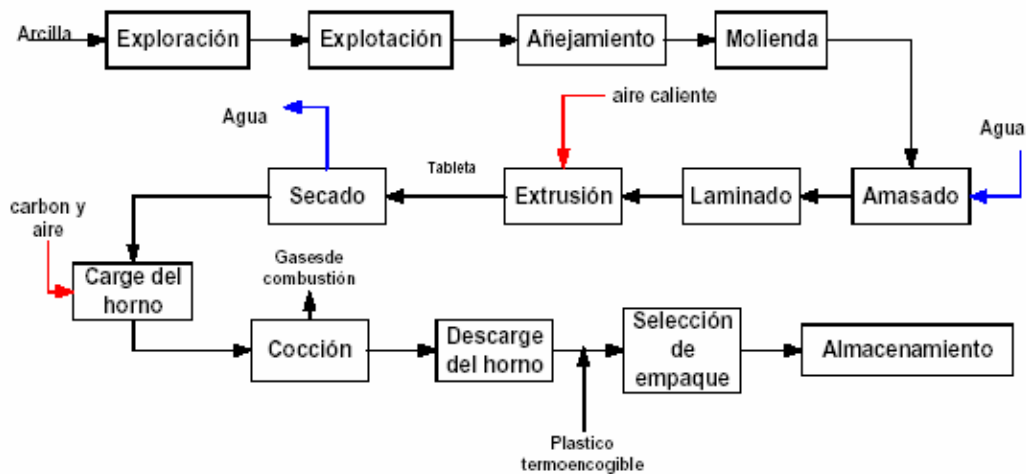 Arcilla
Exploración
Explotación
Añejamiento
Molienda
aire caliente
Agua
Agua
Tableta
Secado
Extrusión
Laminado
Amasado
carbon y
aire
Carge del
horno
Gasesde
combustión
Cocción
Descarge
del horno
Selección
de
empaque
Almacenamiento
Plastico
termoencogible